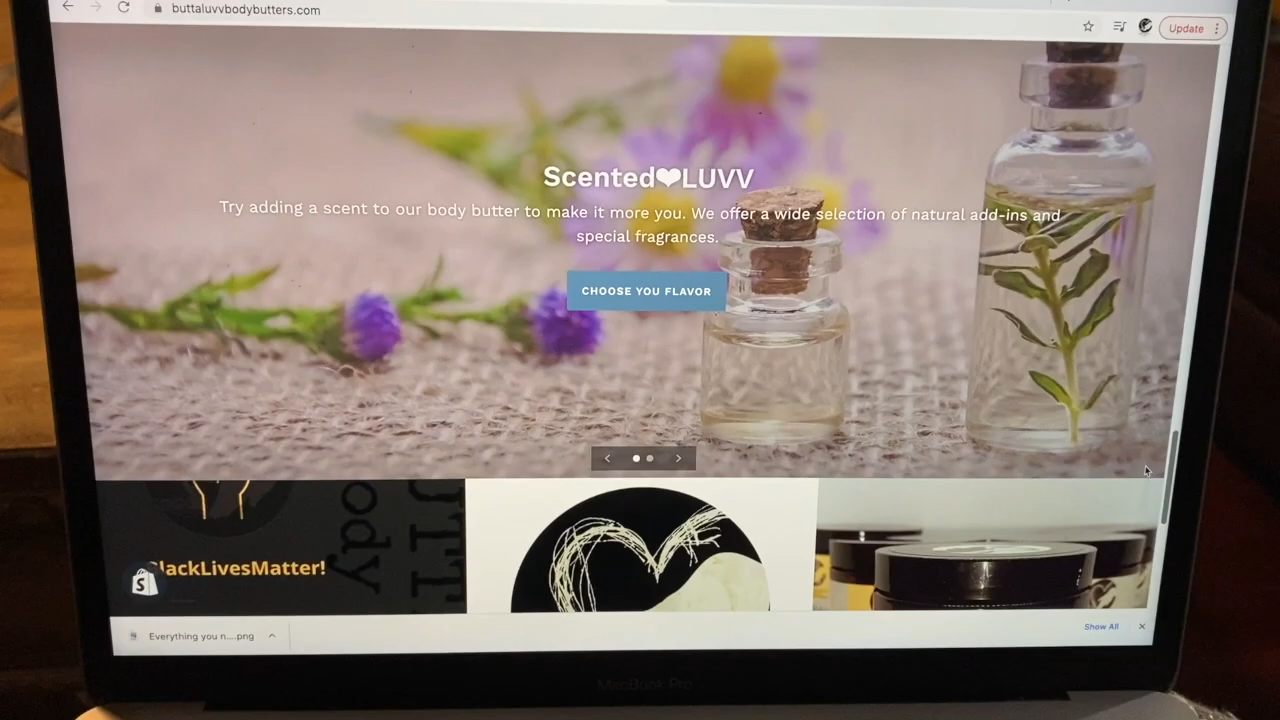 buttaluvvbodybutters.com
Update
Scented❤LUVV
Try adding a scent to our body butter to make it more you. We offer a wide selection of natural add-ins and
special fragrances.
CHOOSE YOU FLAVOR
ody
UTT
lackLivesMatter!
Everything you n....png
Show All
MacBook Pro